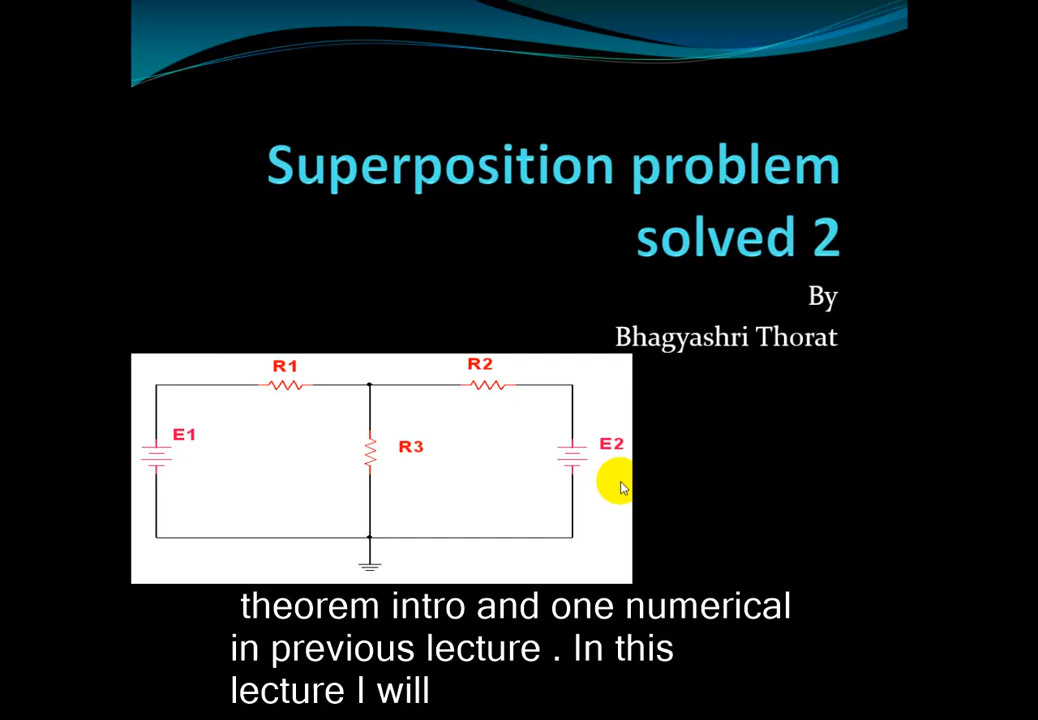 Superposition problem
solved 2
By
Bhagyashri Thorat
R1
R2
E1
R3
E2
theorem intro and one numerical
in previous lecture . In this
lecture I will